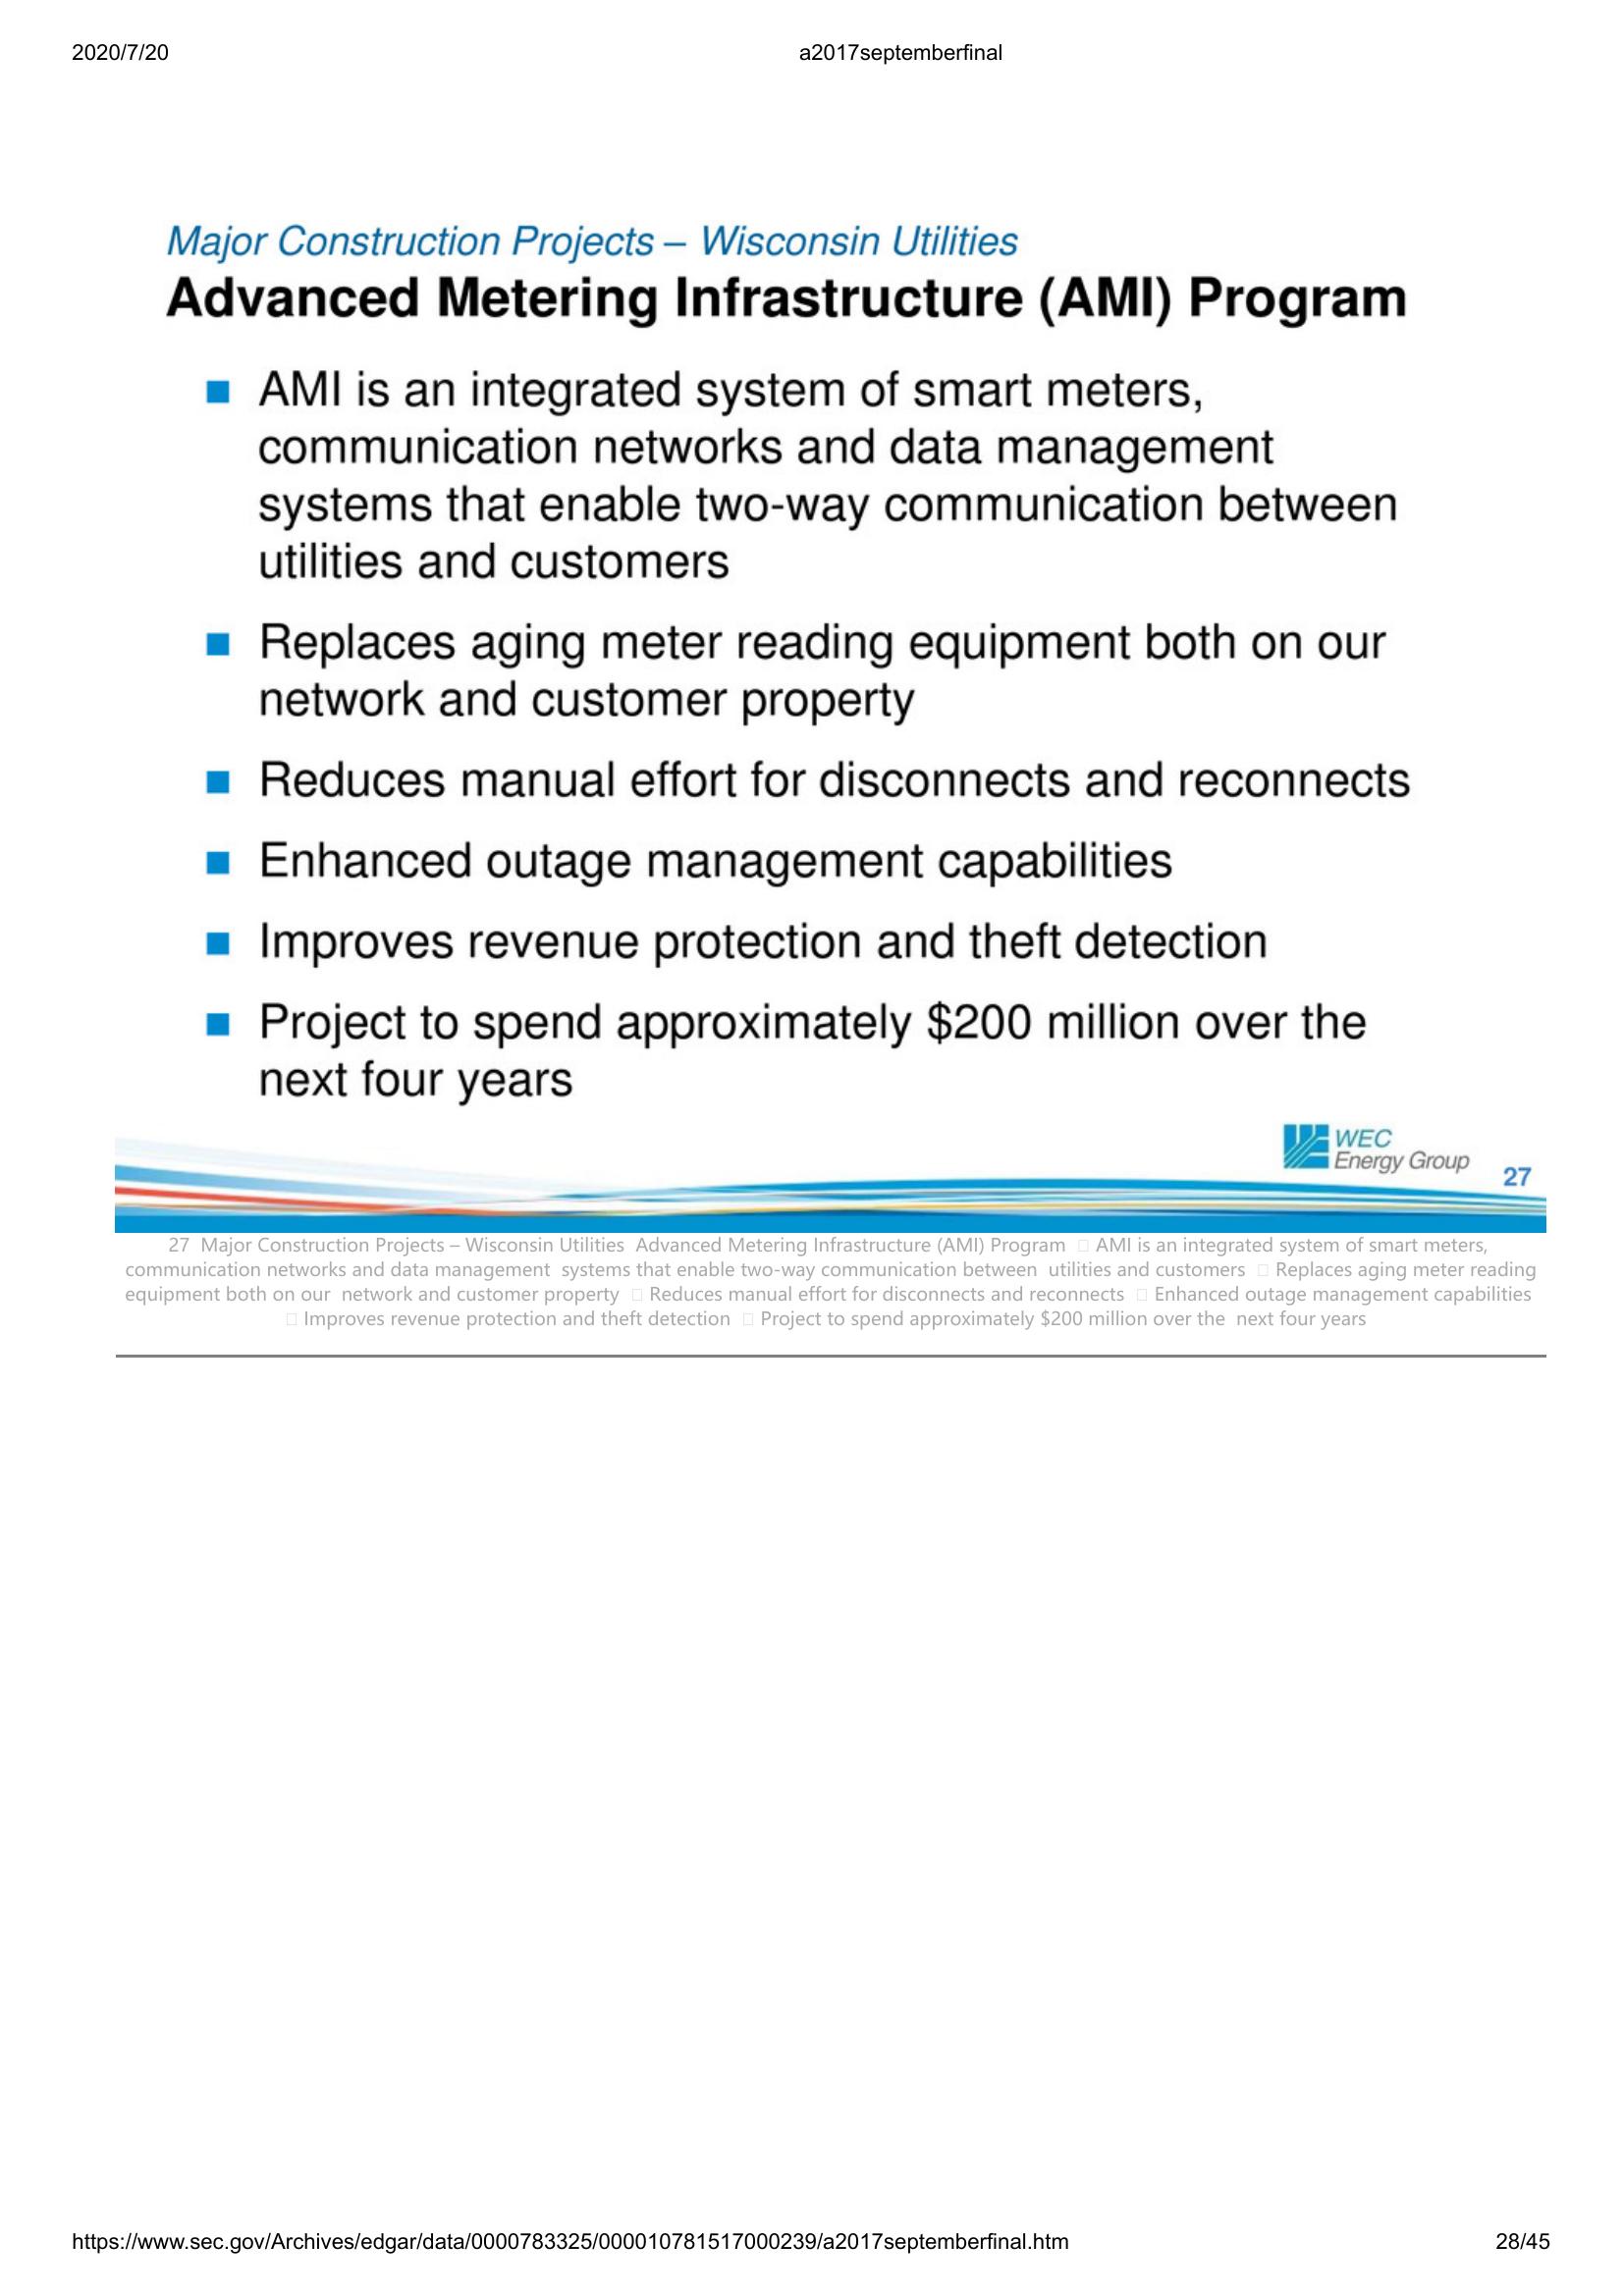 2020/7/20 a2017septemberfinal
Major Construction Projects – Wisconsin Utilities
Advanced Metering Infrastructure (AMI) Program
■ AMI is an integrated system of smart meters,
communication networks and data management
systems that enable two-way communication between
utilities and customers
■ Replaces aging meter reading equipment both on our
network and customer property
■ Reduces manual effort for disconnects and reconnects
■ Enhanced outage management capabilities
■ Improves revenue protection and theft detection
■ Project to spend approximately $200 million over the
next four years
WEC
Energy Group
27
27 Major Construction Projects – Wisconsin Utilities Advanced Metering Infrastructure (AMI) Program □ AMI is an integrated system of smart meters,
communication networks and data management systems that enable two-way communication between utilities and customers □ Replaces aging meter reading
equipment both on our network and customer property □ Reduces manual effort for disconnects and reconnects □ Enhanced outage management capabilities
□ Improves revenue protection and theft detection □ Project to spend approximately $200 million over the next four years
https://www.sec.gov/Archives/edgar/data/0000783325/000010781517000239/a2017septemberfinal.htm 28/45